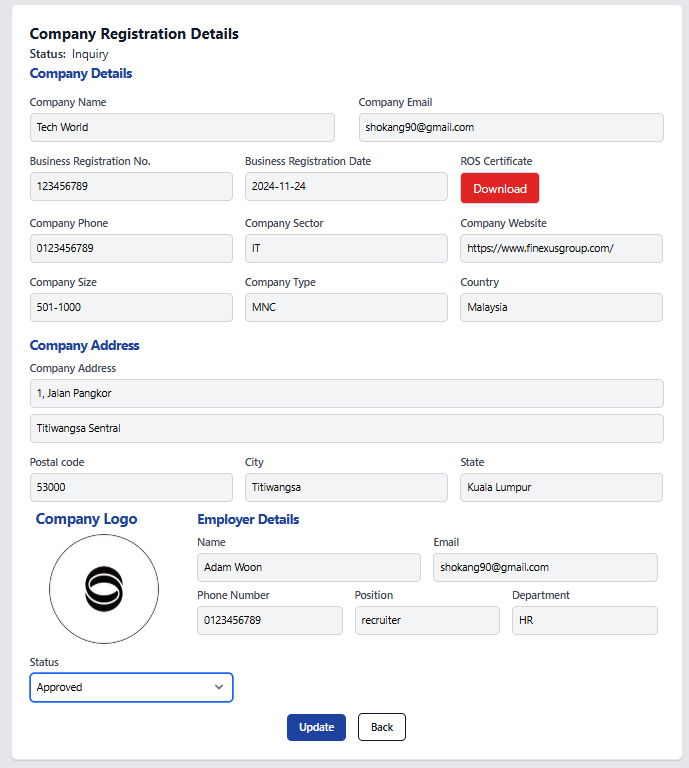 Company Registration Details
Status: Inquiry
Company Details
Company Name Company Email
Tech World shokang90@gmail.com
Business Registration No. Business Registration Date ROS Certificate
123456789 2024-11-24 Download
Company Phone Company Sector Company Website
0123456789 IT https://www.finexusgroup.com/
Company Size Company Type Country
501-1000 MNC Malaysia
Company Address
Company Address
1, Jalan Pangkor
Titiwangsa Sentral
Postal code City State
53000 Titiwangsa Kuala Lumpur
Company Logo Employer Details
Name Email
Adam Woon shokang90@gmail.com
Phone Number Position Department
0123456789 recruiter HR
Status
Approved
Update Back